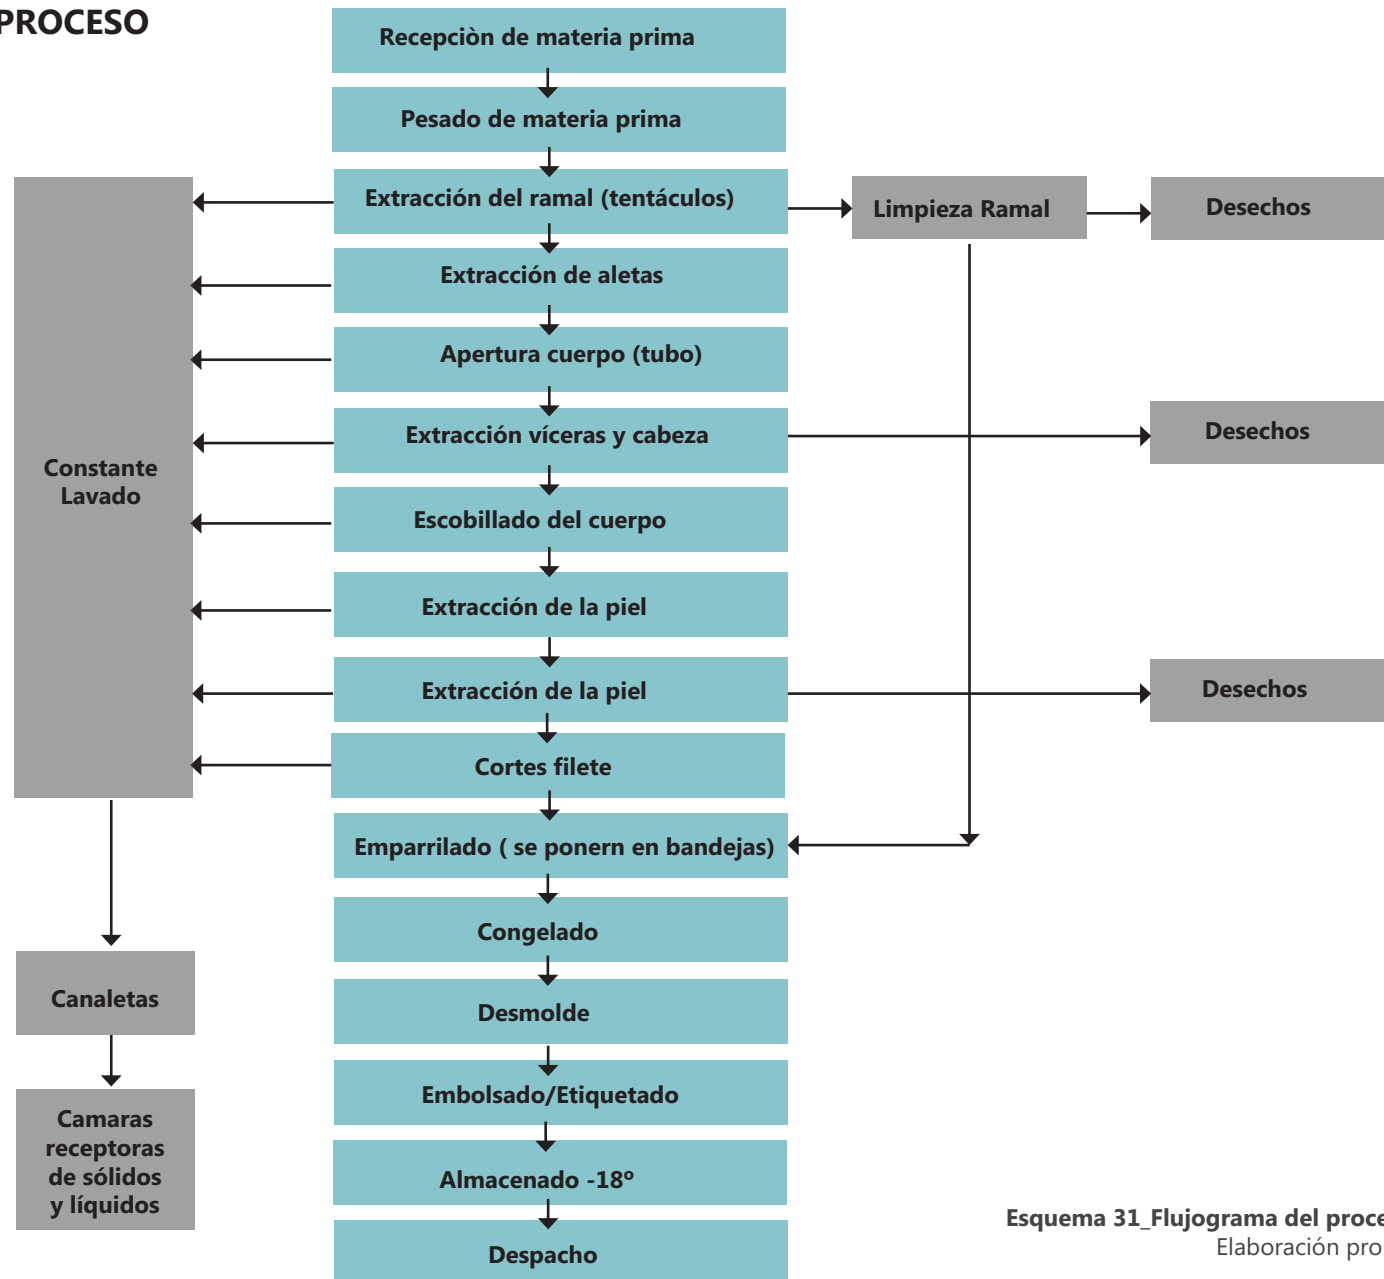 PROCESO
Recepciòn de materia prima
Pesado de materia prima
Extracción del ramal (tentáculos)
Limpieza Ramal
Desechos
Extracción de aletas
Apertura cuerpo (tubo)
Extracción víceras y cabeza
Desechos
Constante
Lavado
Escobillado del cuerpo
Extracción de la piel
Extracción de la piel
Desechos
Cortes filete
Emparrilado ( se ponern en bandejas)
Congelado
Canaletas
Desmolde
Embolsado/Etiquetado
Camaras
receptoras
de sólidos
y líquidos
Almacenado -18º
Despacho
Esquema 31_Flujograma del proce
Elaboración pro